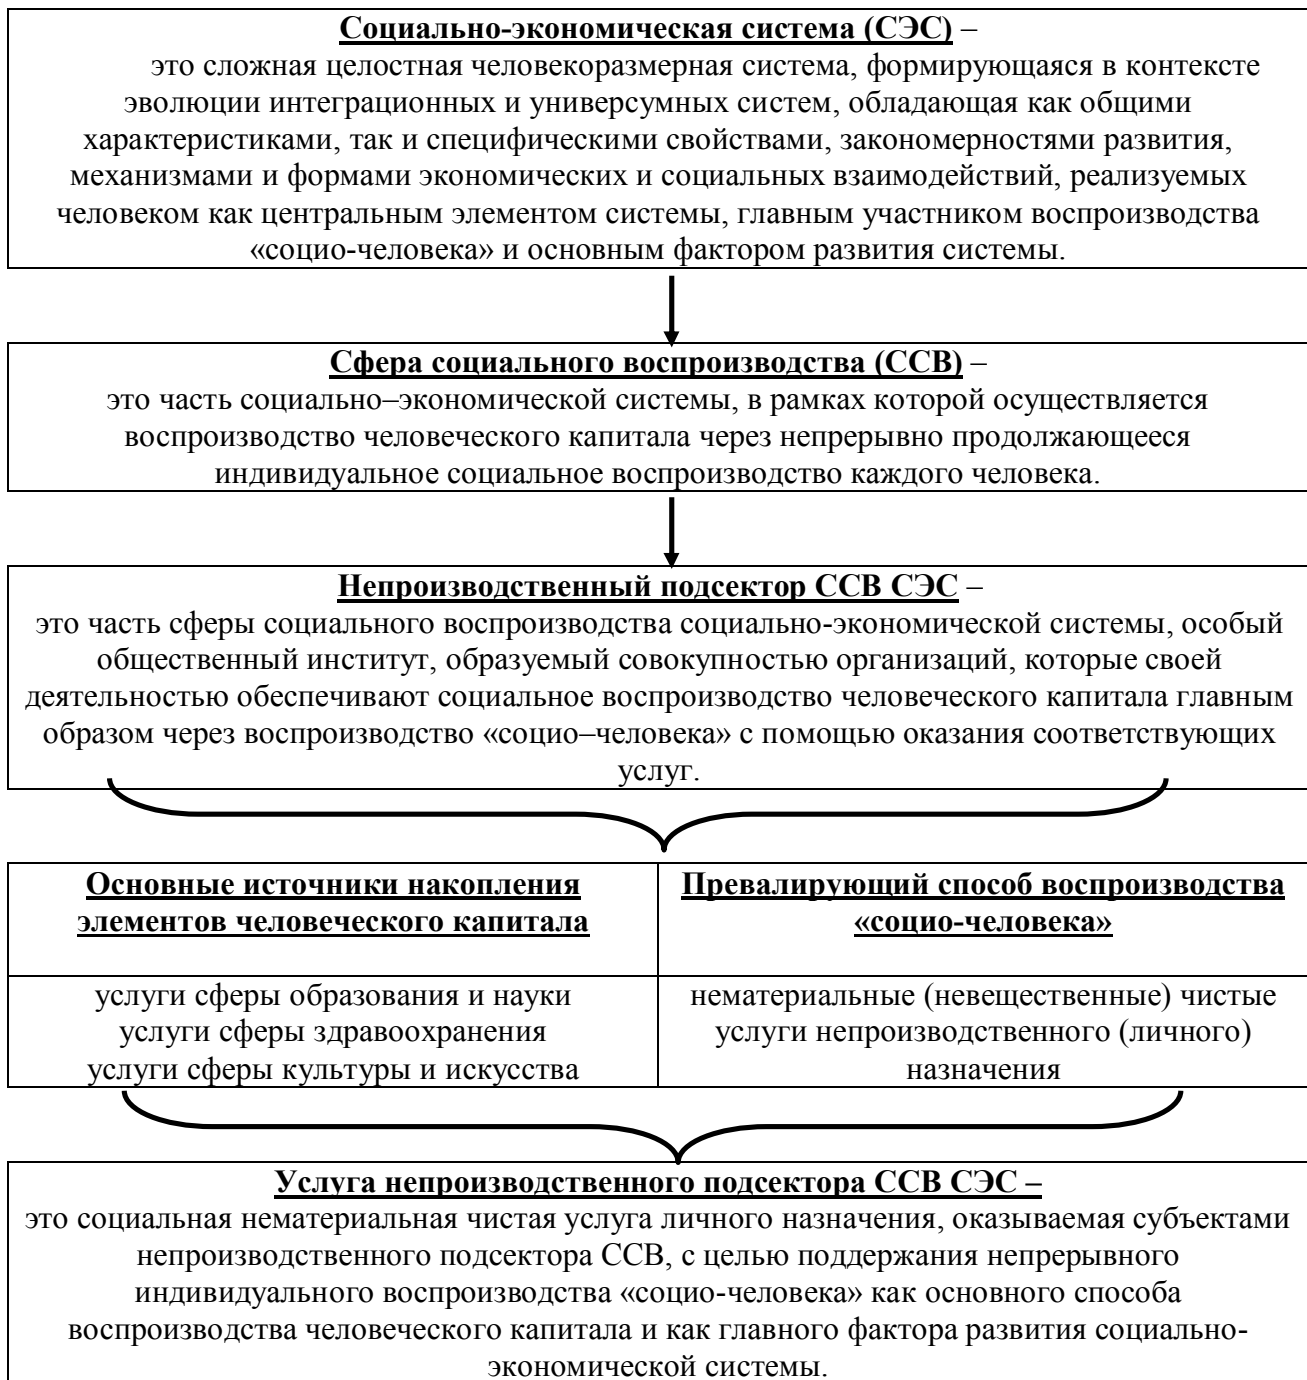 Социально-экономическая система (СЭС) –
это сложная целостная человекоразмерная система, формирующаяся в контексте
эволюции интеграционных и универсумных систем, обладающая как общими
характеристиками, так и специфическими свойствами, закономерностями развития,
механизмами и формами экономических и социальных взаимодействий, реализуемых
человеком как центральным элементом системы, главным участником воспроизводства
«социо-человека» и основным фактором развития системы.
Сфера социального воспроизводства (ССВ) –
это часть социально–экономической системы, в рамках которой осуществляется
воспроизводство человеческого капитала через непрерывно продолжающееся
индивидуальное социальное воспроизводство каждого человека.
Непроизводственный подсектор ССВ СЭС –
это часть сферы социального воспроизводства социально-экономической системы, особый
общественный институт, образуемый совокупностью организаций, которые своей
деятельностью обеспечивают социальное воспроизводство человеческого капитала главным
образом через воспроизводство «социо–человека» с помощью оказания соответствующих
услуг.
Основные источники накопления
элементов человеческого капитала
Превалирующий способ воспроизводства
«социо-человека»
услуги сферы образования и науки
услуги сферы здравоохранения
услуги сферы культуры и искусства
нематериальные (невещественные) чистые
услуги непроизводственного (личного)
назначения
Услуга непроизводственного подсектора ССВ СЭС –
это социальная нематериальная чистая услуга личного назначения, оказываемая субъектами
непроизводственного подсектора ССВ, с целью поддержания непрерывного
индивидуального воспроизводства «социо-человека» как основного способа
воспроизводства человеческого капитала и как главного фактора развития социально-
экономической системы.